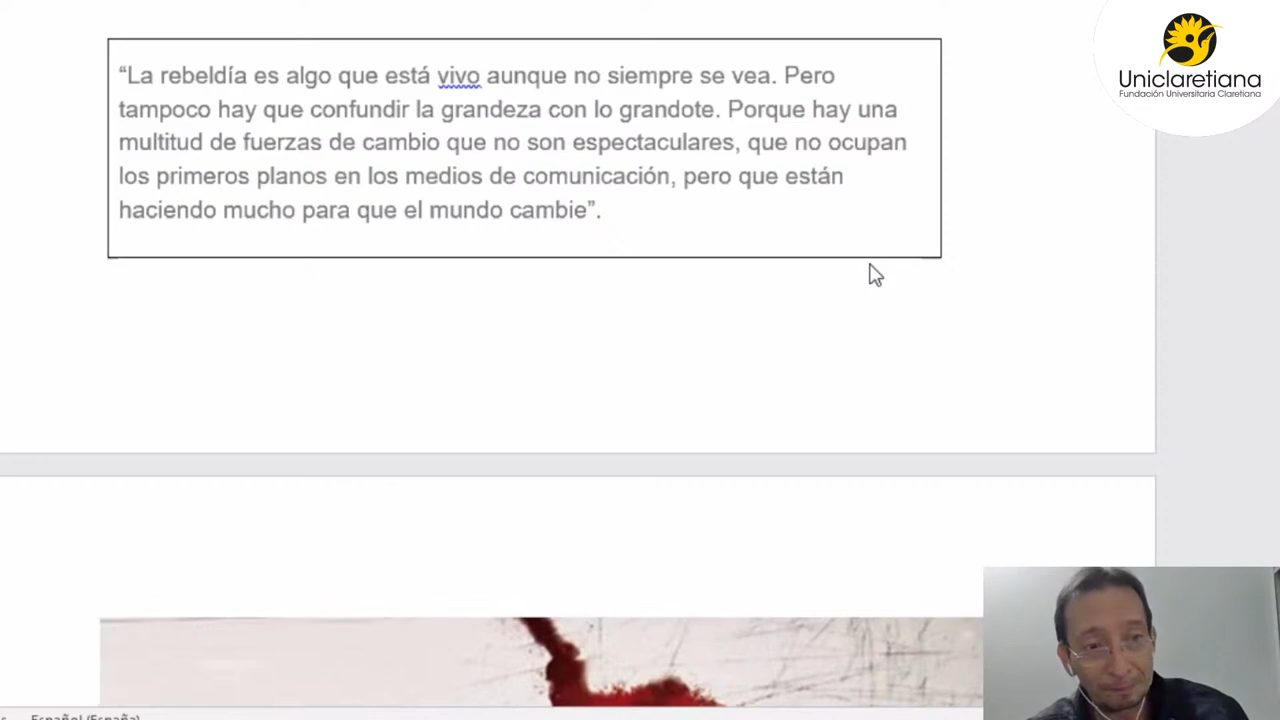 Uniclaretiana
Fundación Universitaria Claretiana
“La rebeldía es algo que está vivo aunque no siempre se vea. Pero
tampoco hay que confundir la grandeza con lo grandote. Porque hay una
multitud de fuerzas de cambio que no son espectaculares, que no ocupan
los primeros planos en los medios de comunicación, pero que están
haciendo mucho para que el mundo cambie”.
Español (España)